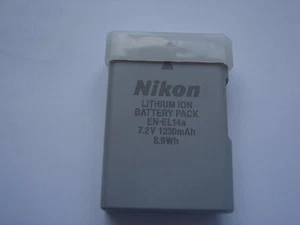 Nikon
LITHIUM ION
BATTERY PACK
EN-EL14a
7.2V 1230mAh
8.9Wh